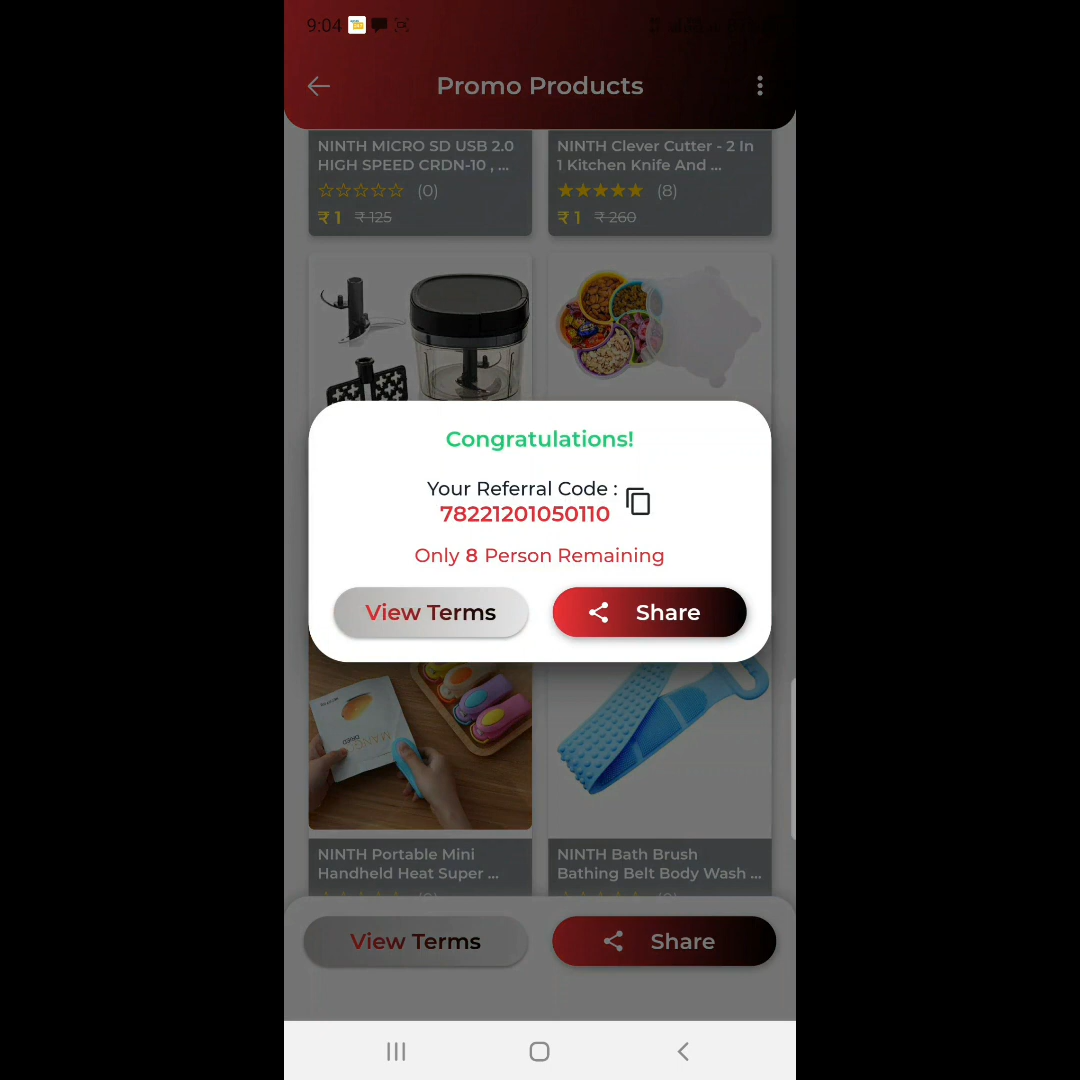 9:04
Promo Products
NINTH MICRO SD USB 2.0
HIGH SPEED CRDN-10 , ...
(0)
₹ 1 ₹ 125
NINTH Clever Cutter - 2 In
1 Kitchen Knife And ...
(8)
₹ 1 ₹ 260
Congratulations!
Your Referral Code :
78221201050110
Only 8 Person Remaining
View Terms
Share
NINTH Portable Mini
Handheld Heat Super ...
NINTH Bath Brush
Bathing Belt Body Wash ...
View Terms
Share